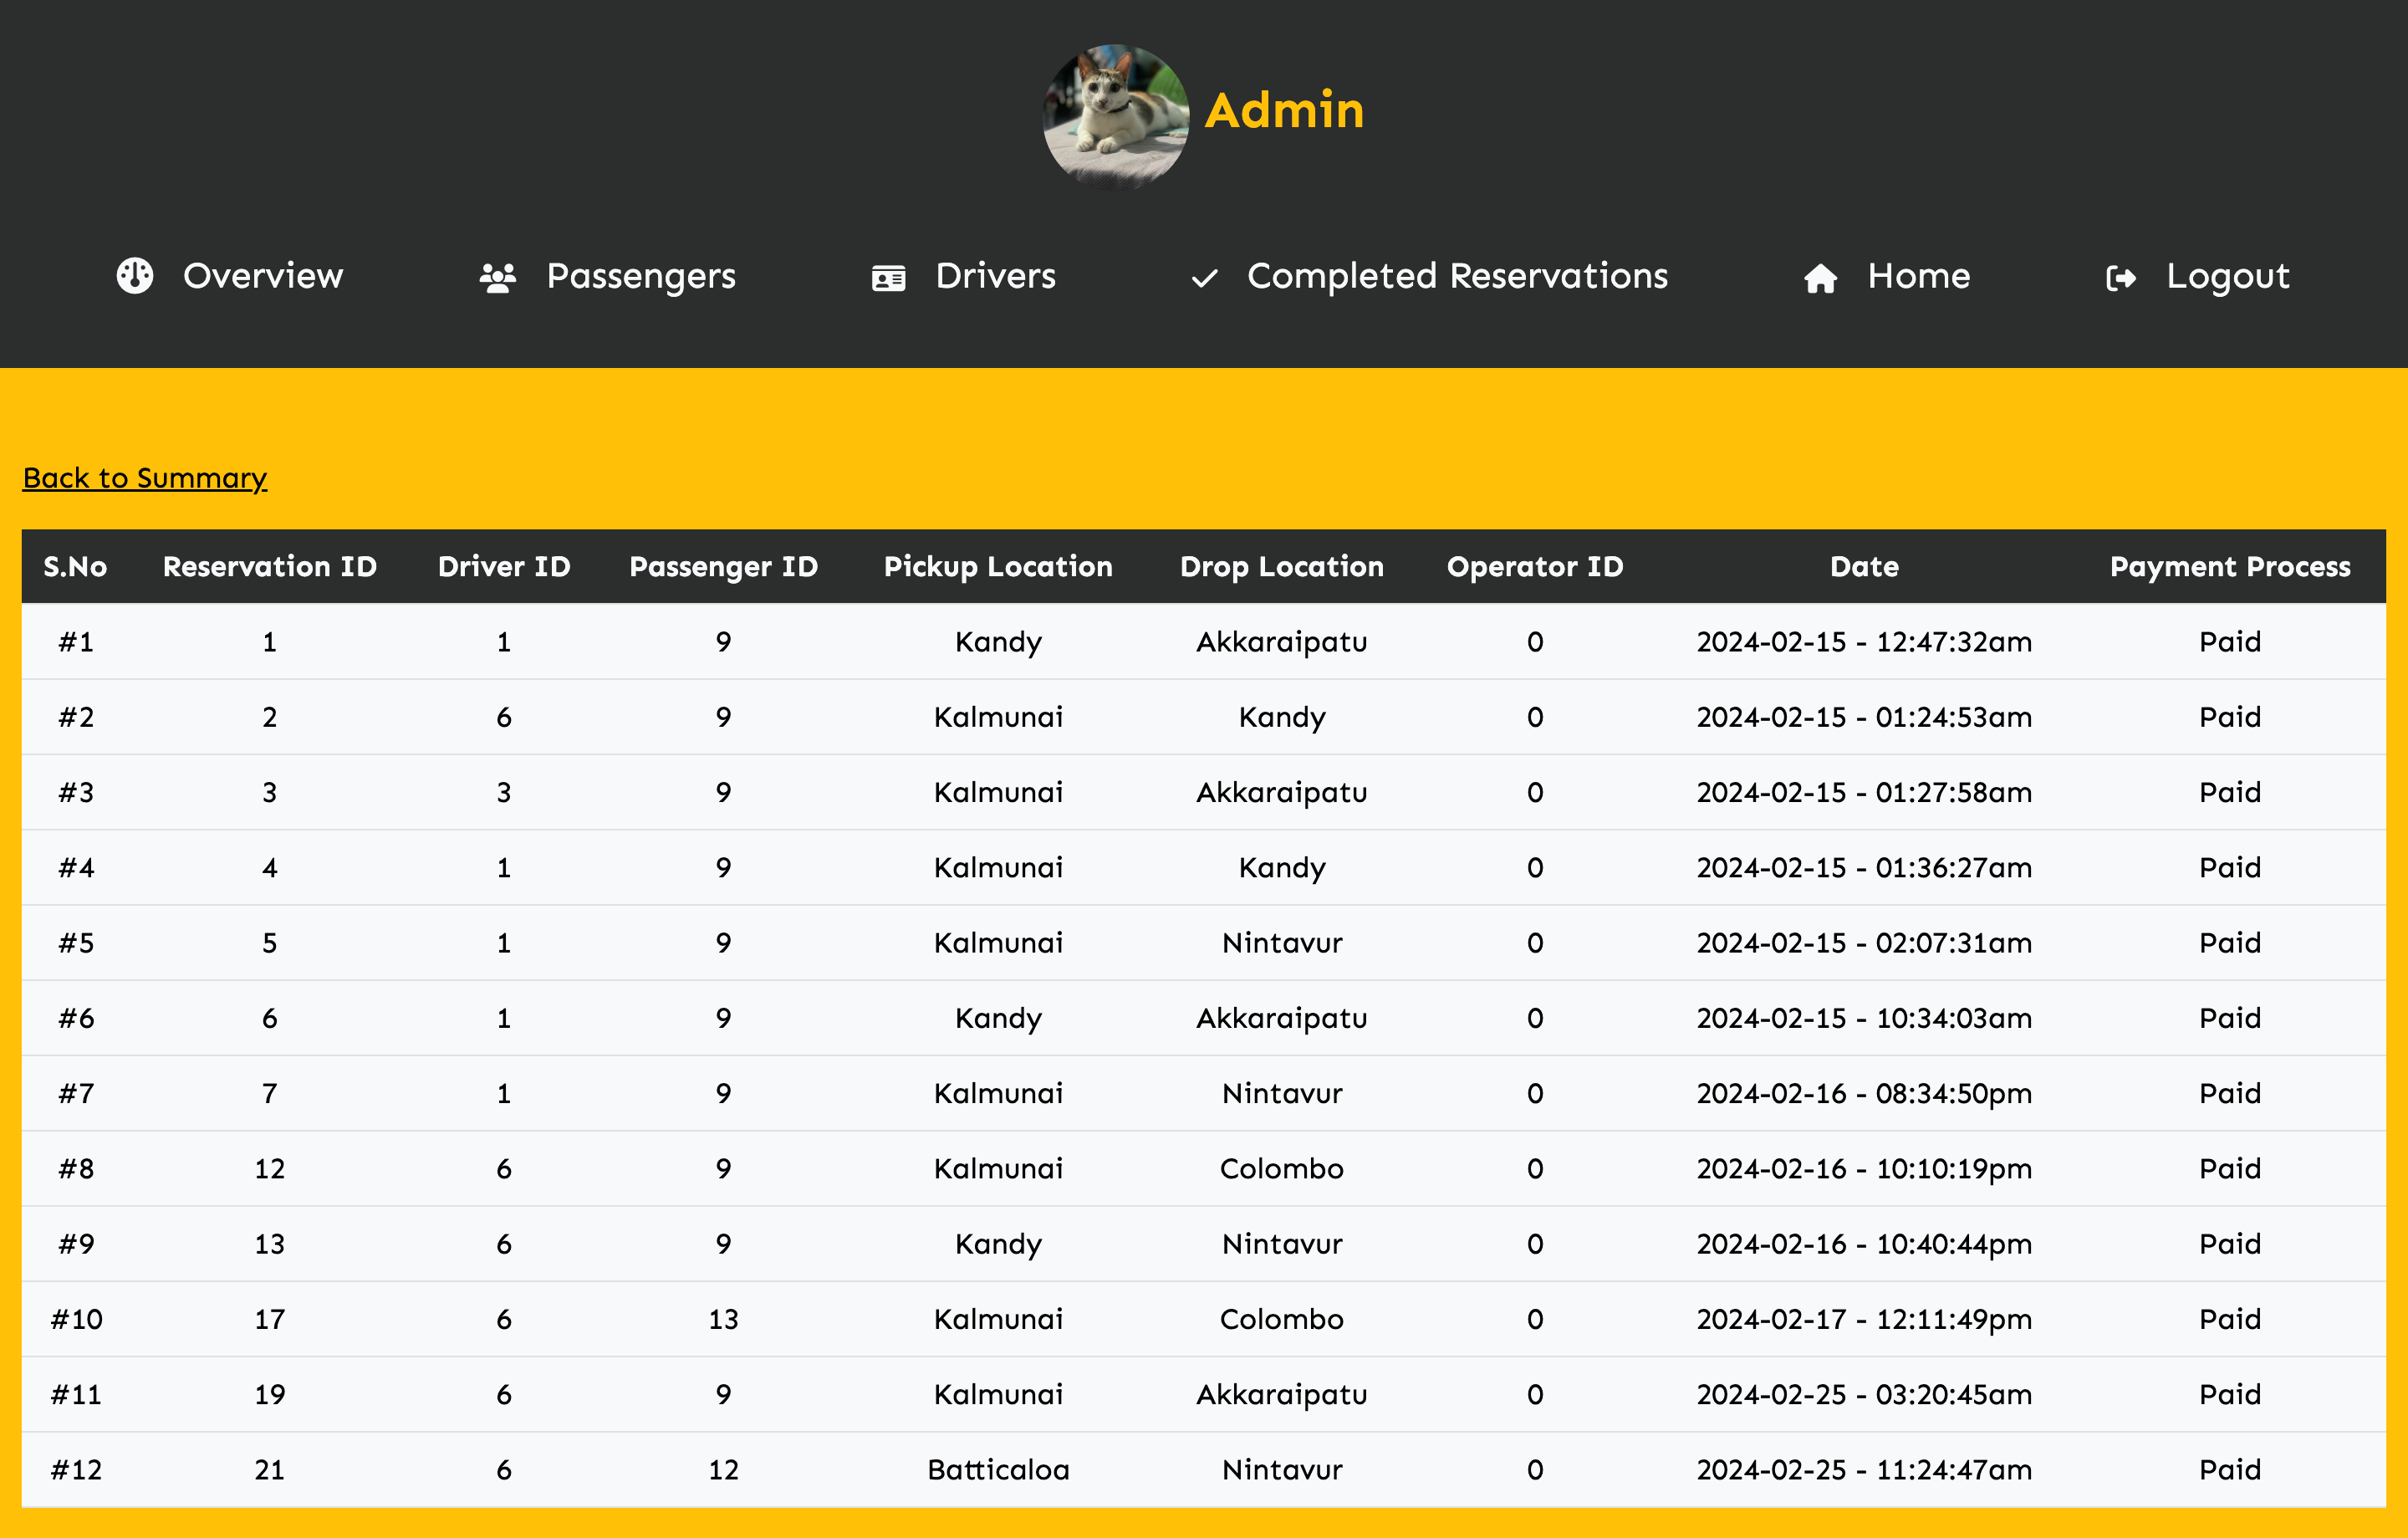 Admin
Overview Passengers Drivers Completed Reservations Home Logout
Back to Summary
S.No Reservation ID Driver ID Passenger ID Pickup Location Drop Location Operator ID Date Payment Process
#1 1 1 9 Kandy Akkaraipatu 0 2024-02-15 - 12:47:32am Paid
#2 2 6 9 Kalmunai Kandy 0 2024-02-15 - 01:24:53am Paid
#3 3 3 9 Kalmunai Akkaraipatu 0 2024-02-15 - 01:27:58am Paid
#4 4 1 9 Kalmunai Kandy 0 2024-02-15 - 01:36:27am Paid
#5 5 1 9 Kalmunai Nintavur 0 2024-02-15 - 02:07:31am Paid
#6 6 1 9 Kandy Akkaraipatu 0 2024-02-15 - 10:34:03am Paid
#7 7 1 9 Kalmunai Nintavur 0 2024-02-16 - 08:34:50pm Paid
#8 12 6 9 Kalmunai Colombo 0 2024-02-16 - 10:10:19pm Paid
#9 13 6 9 Kandy Nintavur 0 2024-02-16 - 10:40:44pm Paid
#10 17 6 13 Kalmunai Colombo 0 2024-02-17 - 12:11:49pm Paid
#11 19 6 9 Kalmunai Akkaraipatu 0 2024-02-25 - 03:20:45am Paid
#12 21 6 12 Batticaloa Nintavur 0 2024-02-25 - 11:24:47am Paid